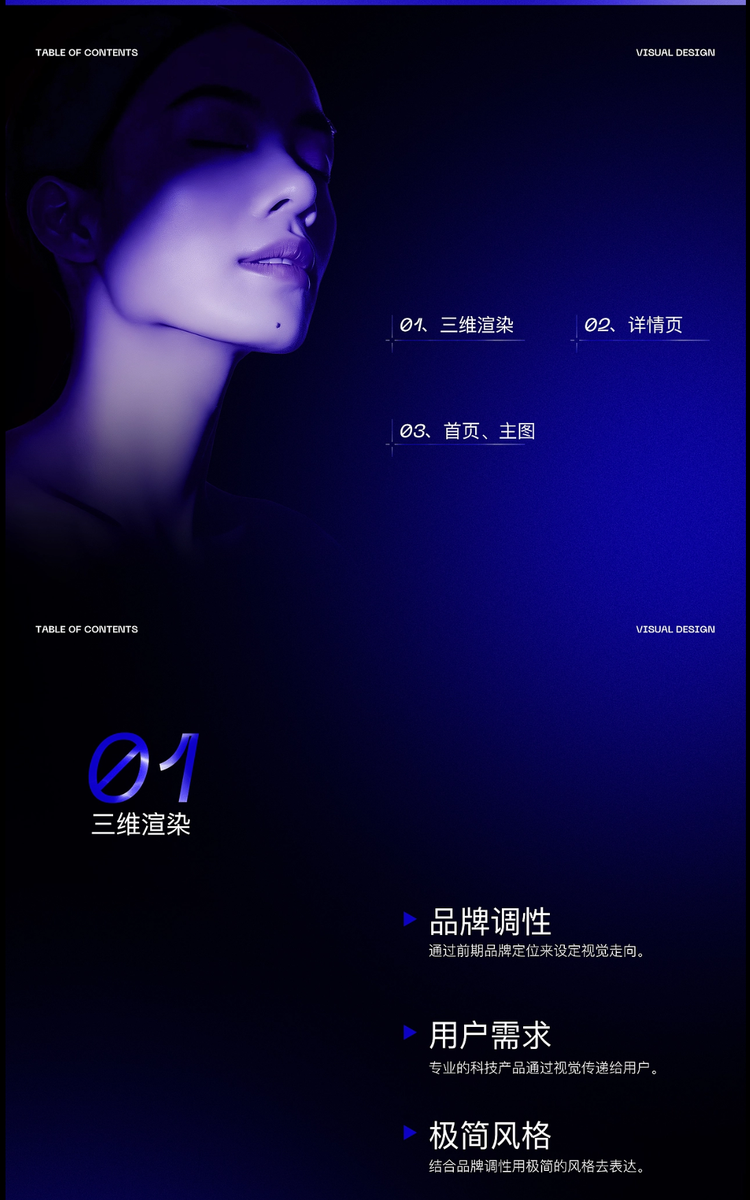 TABLE OF CONTENTS
VISUAL DESIGN
01、三维渲染
02、详情页
03、首页、主图
TABLE OF CONTENTS
VISUAL DESIGN
01
三维渲染
品牌调性
通过前期品牌定位来设定视觉走向。
用户需求
专业的科技产品通过视觉传递给用户。
极简风格
结合品牌调性用极简的风格去表达。